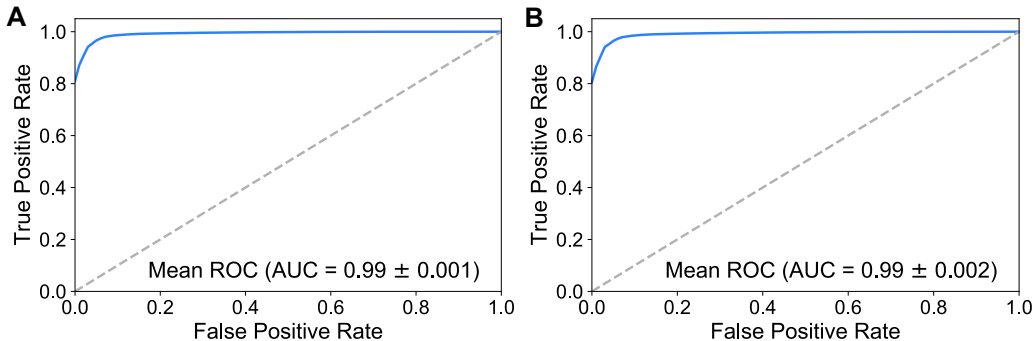 A
True Positive Rate
1.0
0.8
0.6
0.4
0.2
0.0
Mean ROC (AUC = 0.99 ± 0.001)
0.0 0.2 0.4 0.6 0.8 1.0
False Positive Rate
B
True Positive Rate
1.0
0.8
0.6
0.4
0.2
0.0
Mean ROC (AUC = 0.99 ± 0.002)
0.0 0.2 0.4 0.6 0.8 1.0
False Positive Rate